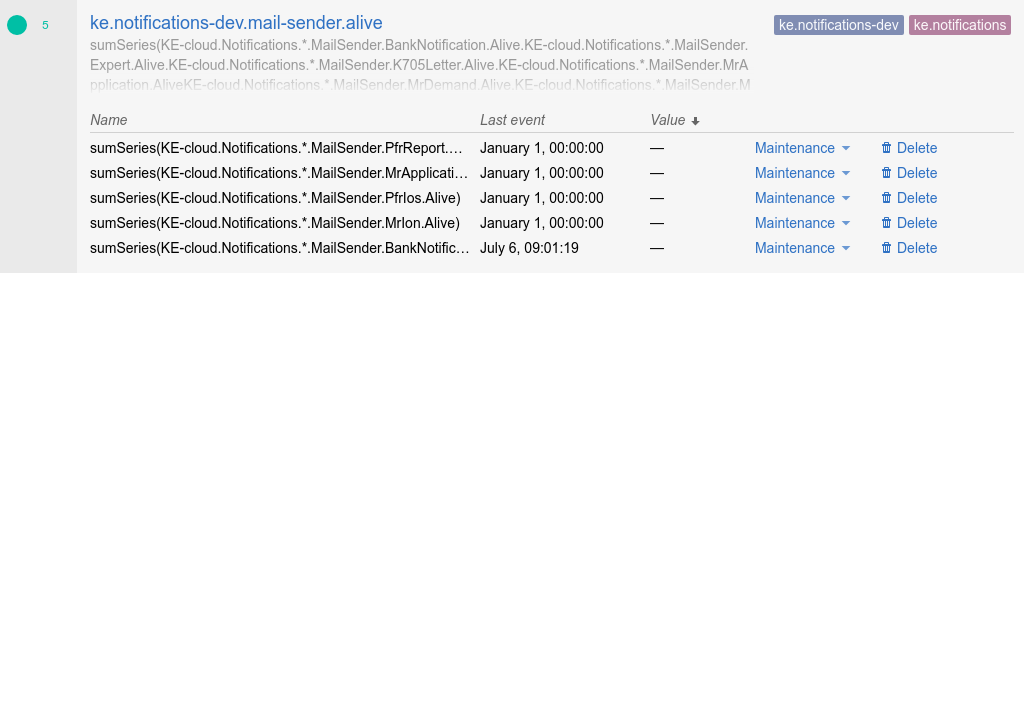 5
ke.notifications-dev.mail-sender.alive
ke.notifications-dev ke.notifications
sumSeries(KE-cloud.Notifications.*.MailSender.BankNotification.Alive.KE-cloud.Notifications.*.MailSender.
Expert.Alive.KE-cloud.Notifications.*.MailSender.K705Letter.Alive.KE-cloud.Notifications.*.MailSender.MrA
pplication.AliveKE-cloud.Notifications.*.MailSender.MrDemand.Alive.KE-cloud.Notifications.*.MailSender.M
Name Last event Value
sumSeries(KE-cloud.Notifications.*.MailSender.PfrReport.… January 1, 00:00:00 — Maintenance Delete
sumSeries(KE-cloud.Notifications.*.MailSender.MrApplicati… January 1, 00:00:00 — Maintenance Delete
sumSeries(KE-cloud.Notifications.*.MailSender.PfrIos.Alive) January 1, 00:00:00 — Maintenance Delete
sumSeries(KE-cloud.Notifications.*.MailSender.MrIon.Alive) January 1, 00:00:00 — Maintenance Delete
sumSeries(KE-cloud.Notifications.*.MailSender.BankNotific… July 6, 09:01:19 — Maintenance Delete